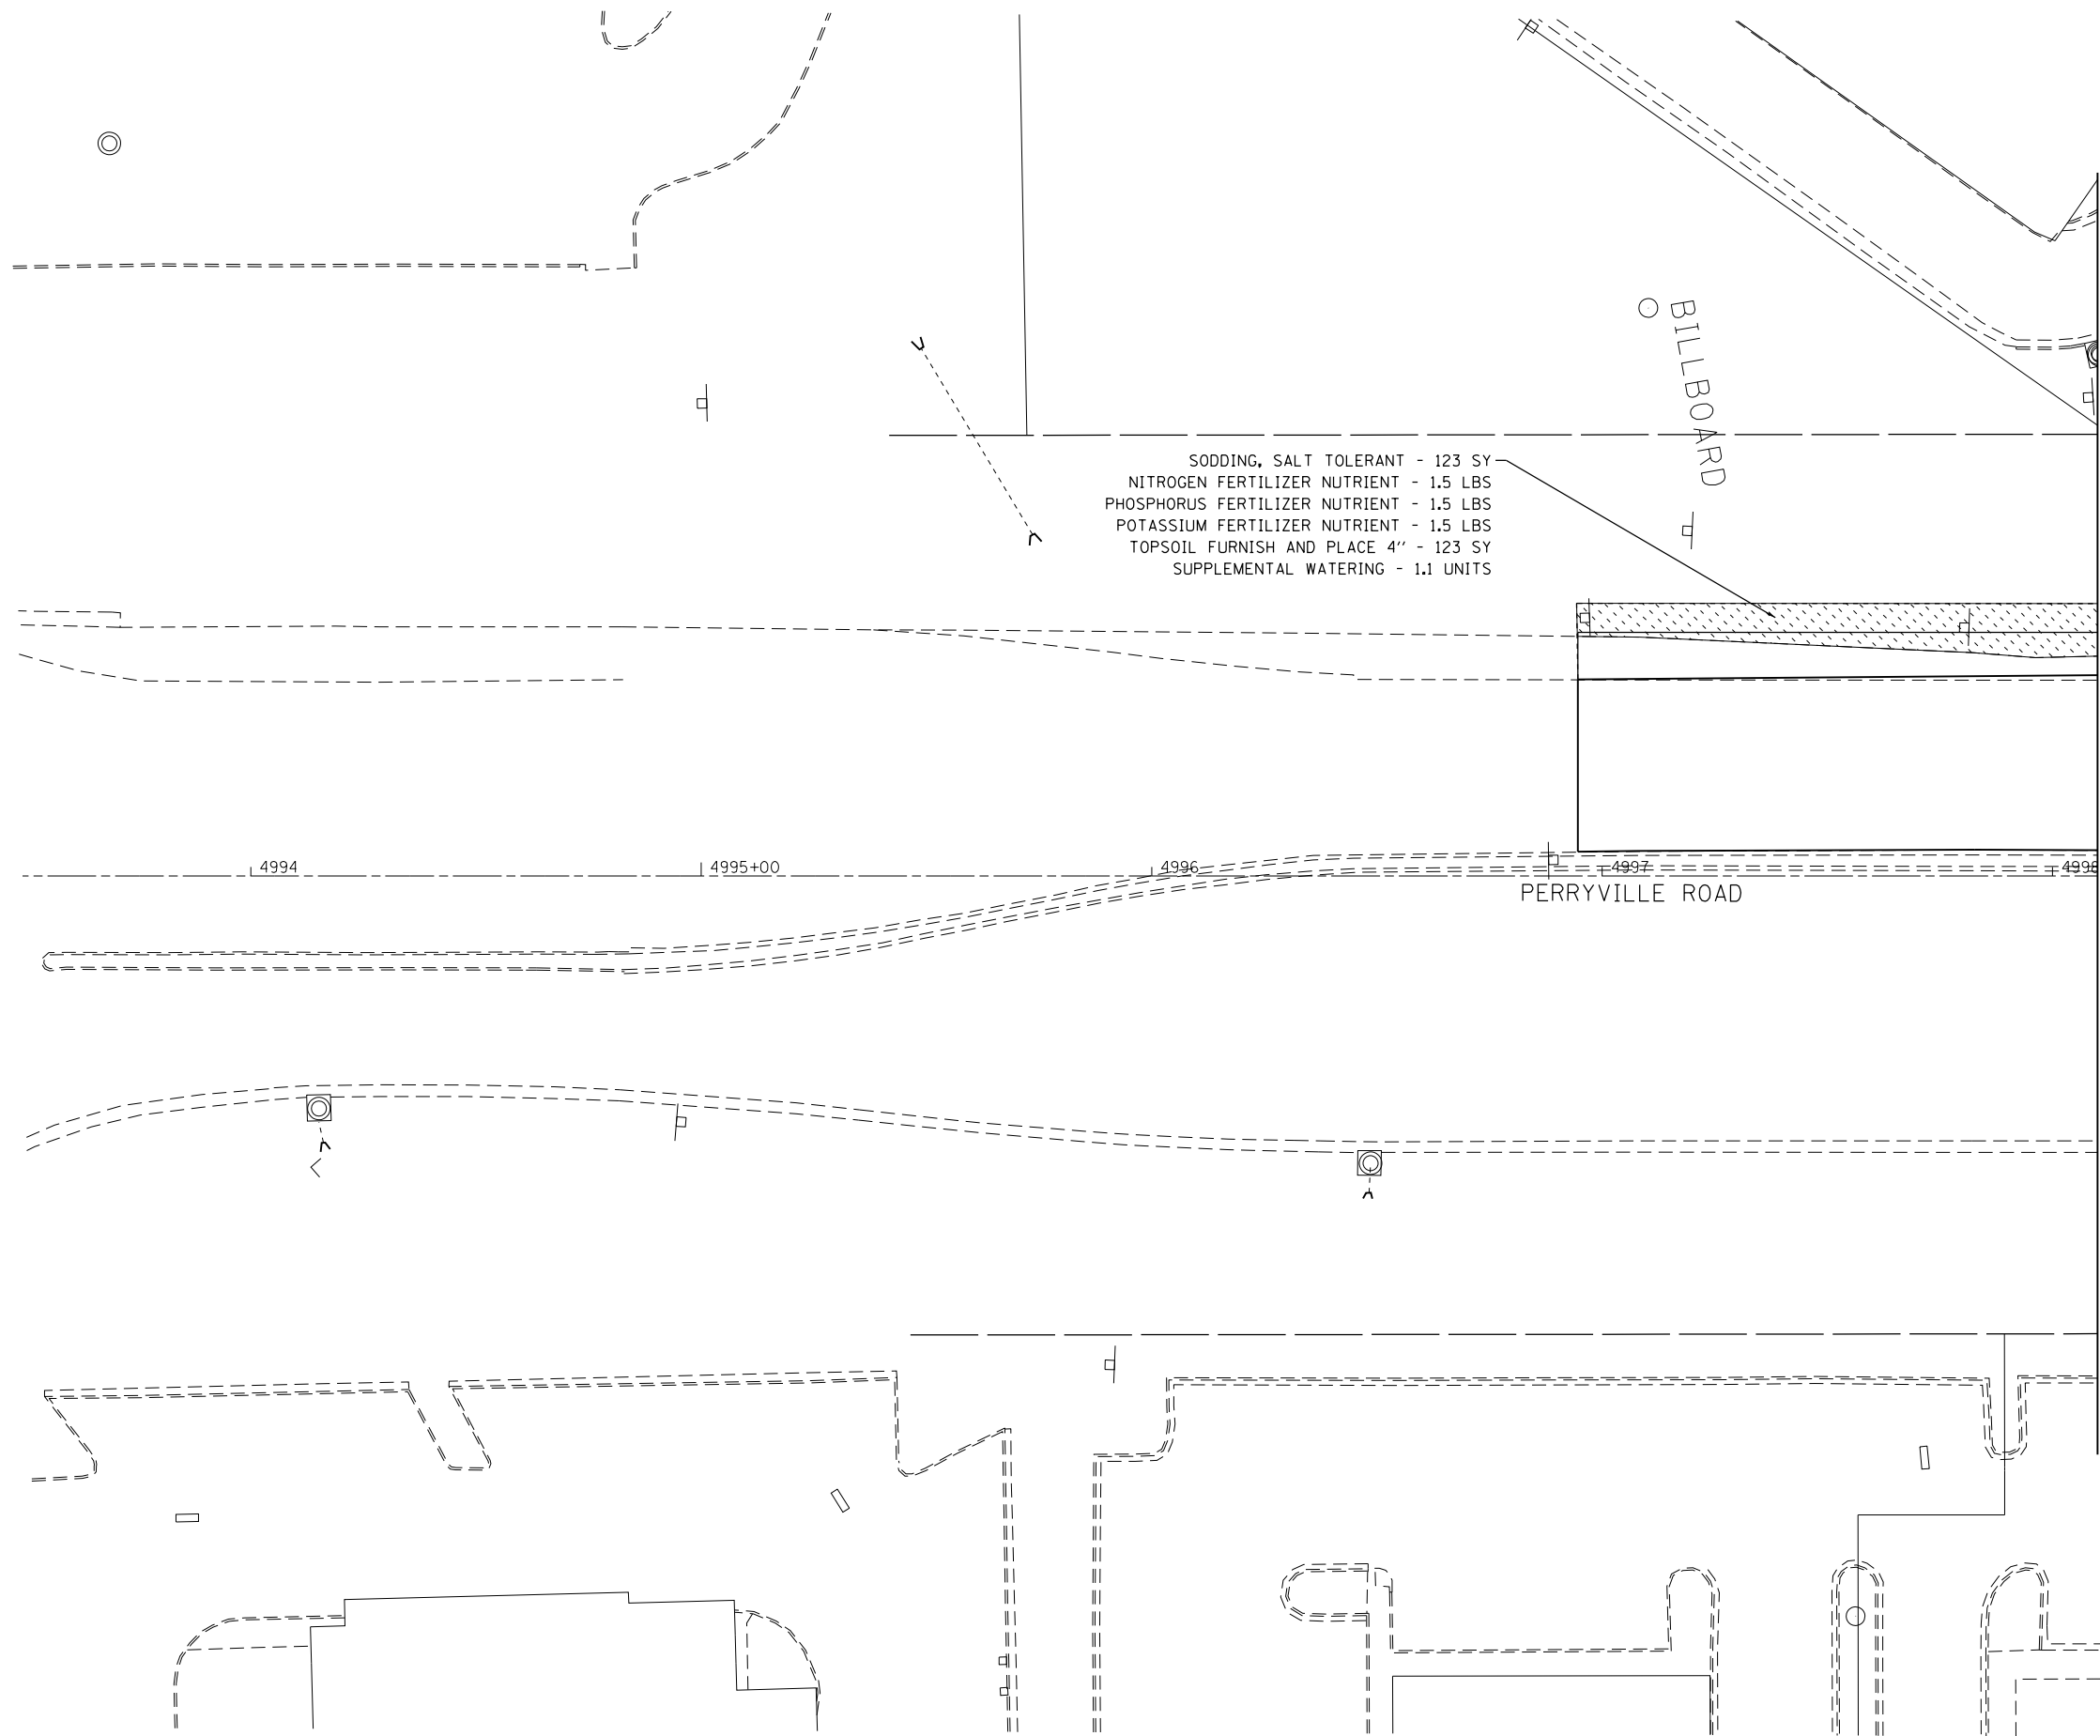 BILLBOARD
SODDING, SALT TOLERANT - 123 SY
NITROGEN FERTILIZER NUTRIENT - 1.5 LBS
PHOSPHORUS FERTILIZER NUTRIENT - 1.5 LBS
POTASSIUM FERTILIZER NUTRIENT - 1.5 LBS
TOPSOIL FURNISH AND PLACE 4" - 123 SY
SUPPLEMENTAL WATERING - 1.1 UNITS
4994 4995+00 4996 4997 4998
PERRYVILLE ROAD